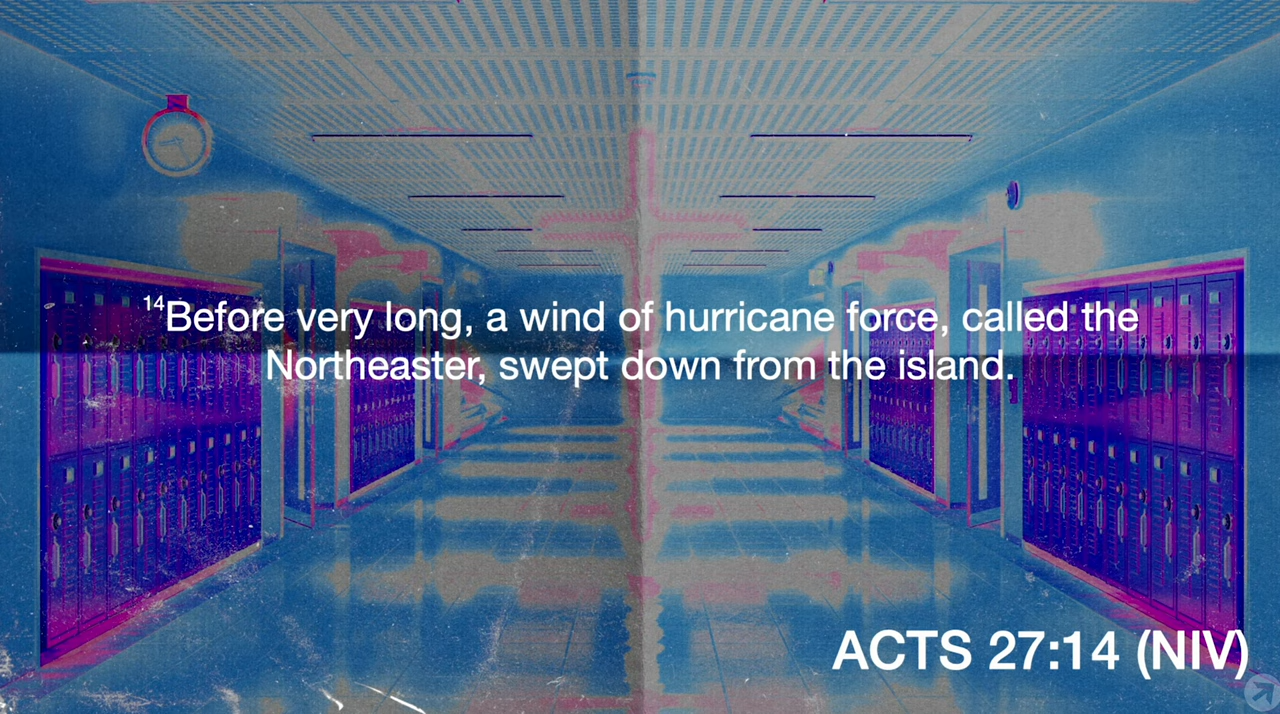 14Before very long, a wind of hurricane force, called the
Northeaster, swept down from the island.
ACTS 27:14 (NIV)